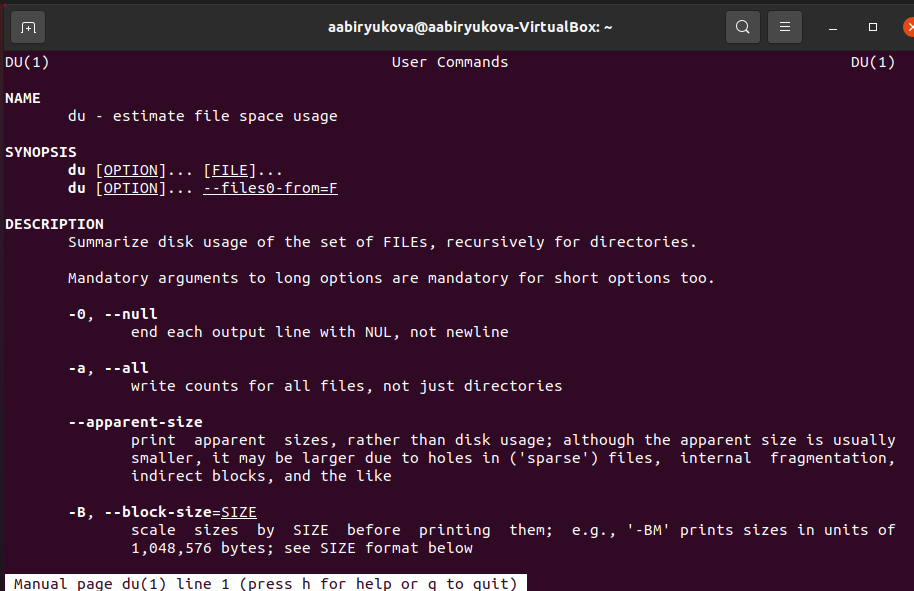 aabiryukova@aabiryukova-VirtualBox: ~
DU(1) User Commands DU(1)
NAME
du - estimate file space usage
SYNOPSIS
du [OPTION]... [FILE]...
du [OPTION]... --files0-from=F
DESCRIPTION
Summarize disk usage of the set of FILEs, recursively for directories.
Mandatory arguments to long options are mandatory for short options too.
-0, --null
end each output line with NUL, not newline
-a, --all
write counts for all files, not just directories
--apparent-size
print apparent sizes, rather than disk usage; although the apparent size is usually
smaller, it may be larger due to holes in ('sparse') files, internal fragmentation,
indirect blocks, and the like
-B, --block-size=SIZE
scale sizes by SIZE before printing them; e.g., '-BM' prints sizes in units of
1,048,576 bytes; see SIZE format below
Manual page du(1) line 1 (press h for help or q to quit)